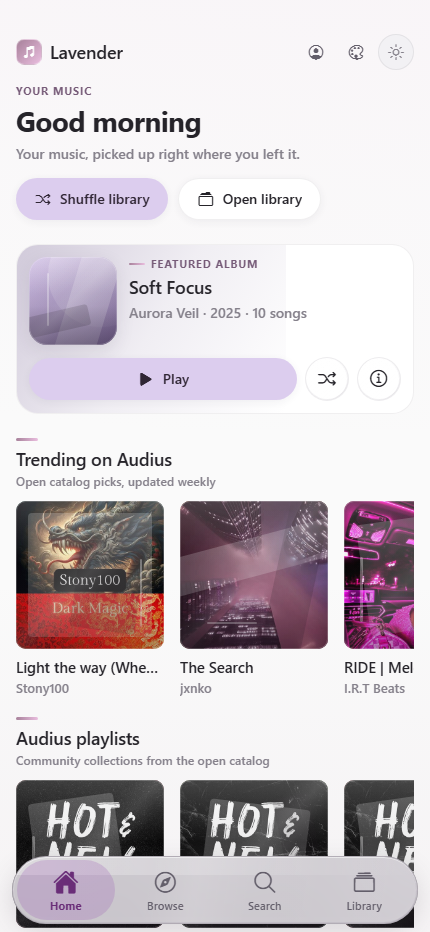 Lavender
YOUR MUSIC
Good morning
Your music, picked up right where you left it.
Shuffle library
Open library
FEATURED ALBUM
Soft Focus
Aurora Veil · 2025 · 10 songs
Play
Trending on Audius
Open catalog picks, updated weekly
Stony100
Dark Magic
Light the way (Whe...
Stony100
The Search
jxnko
RIDE | Mel
I.R.T Beats
Audius playlists
Community collections from the open catalog
HOT &
HOT &
HO
Home
Browse
Search
Library